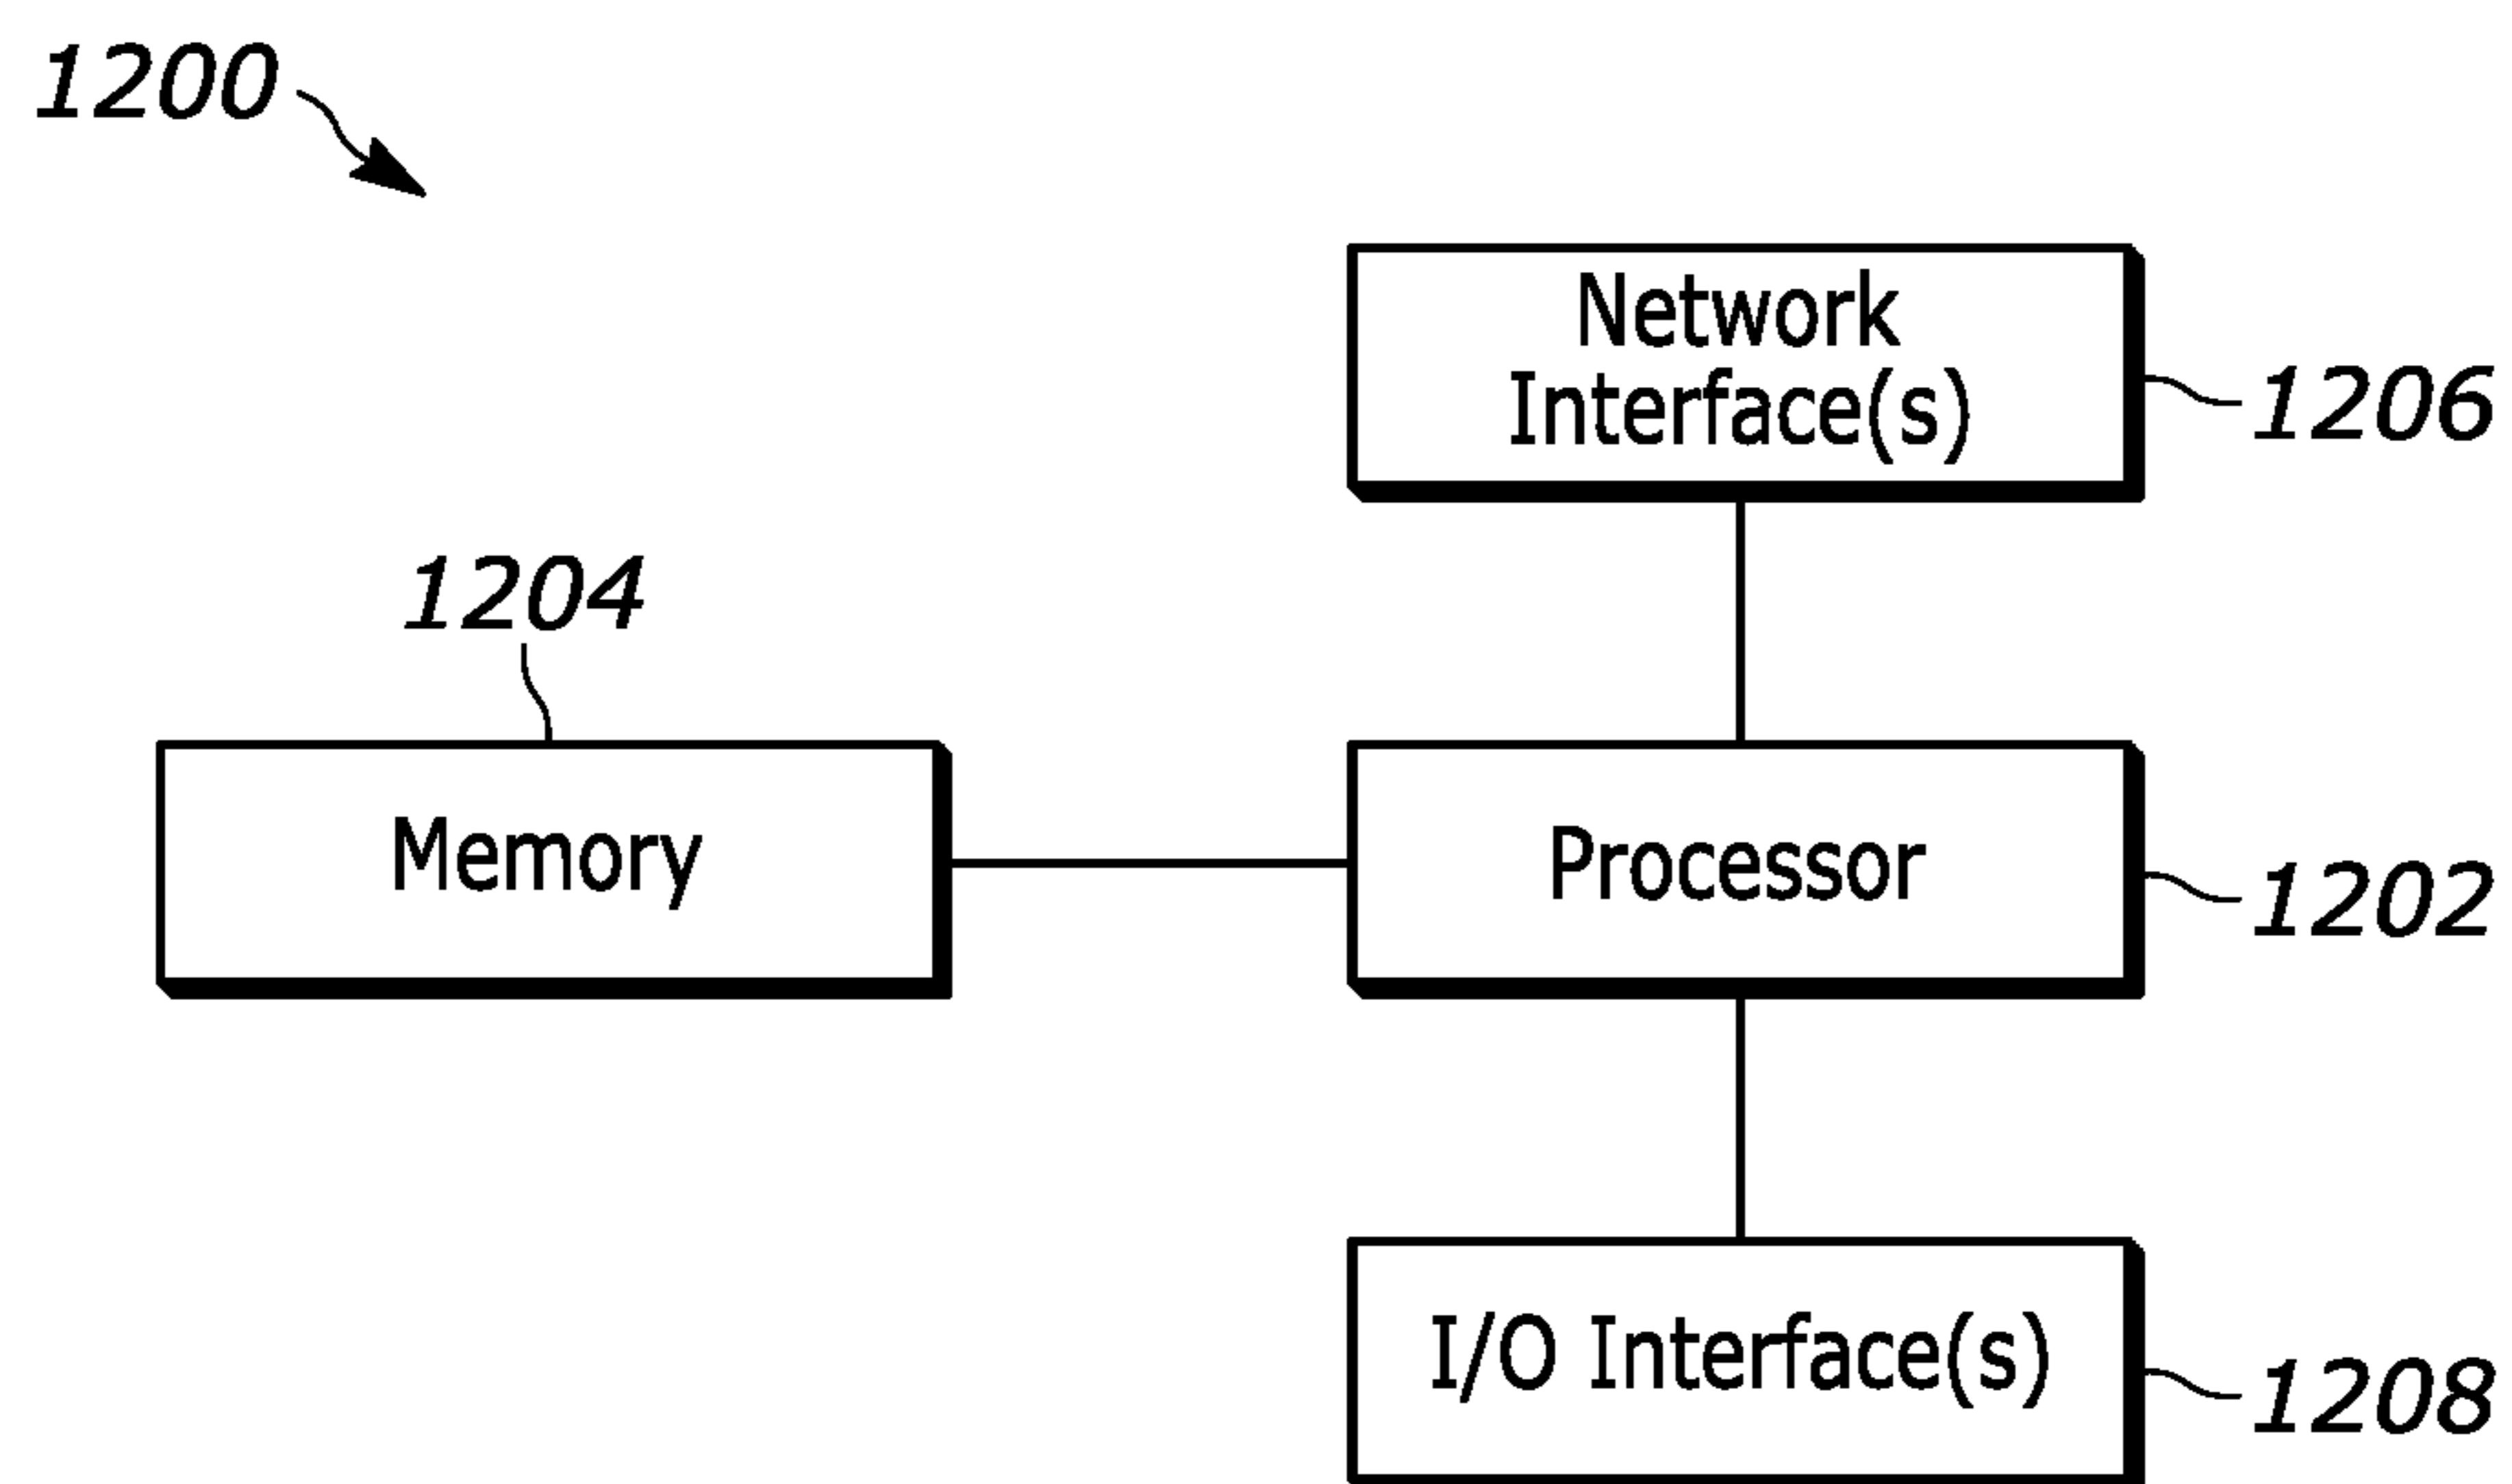 1200
Network
Interface(s)
1206
1204
Memory
Processor
1202
I/O Interface(s)
1208